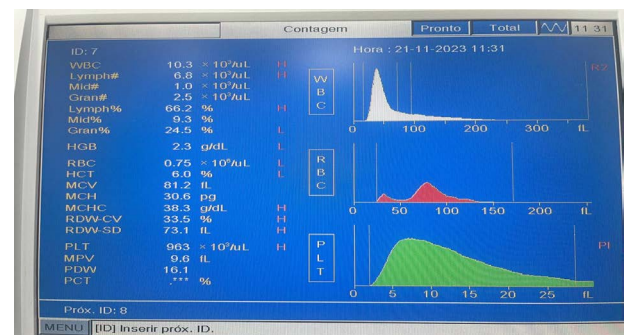 Contagem Pronto Total 11 31
ID: 7 Hora : 21-11-2023 11:31
WBC 10.3 × 10³/uL H
Lymph# 6.8 × 10³/uL H
Mid# 1.0 × 10³/uL
Gran# 2.5 × 10³/uL
Lymph% 66.2 % H
Mid% 9.3 %
Gran% 24.5 % L
HGB 2.3 g/dL L
RBC 0.75 × 10⁶/uL L
HCT 6.0 % L
MCV 81.2 fL
MCH 30.6 pg
MCHC 38.3 g/dL H
RDW-CV 33.5 % H
RDW-SD 73.1 fL H
PLT 963 × 10³/uL H
MPV 9.6 fL
PDW 16.1
PCT .*** %
WBC
R2
0 100 200 300 fL
RBC
0 50 100 150 200 fL
PLT
PI
0 5 10 15 20 25 fL
Próx. ID: 8
MENU [ID] Inserir próx. ID.